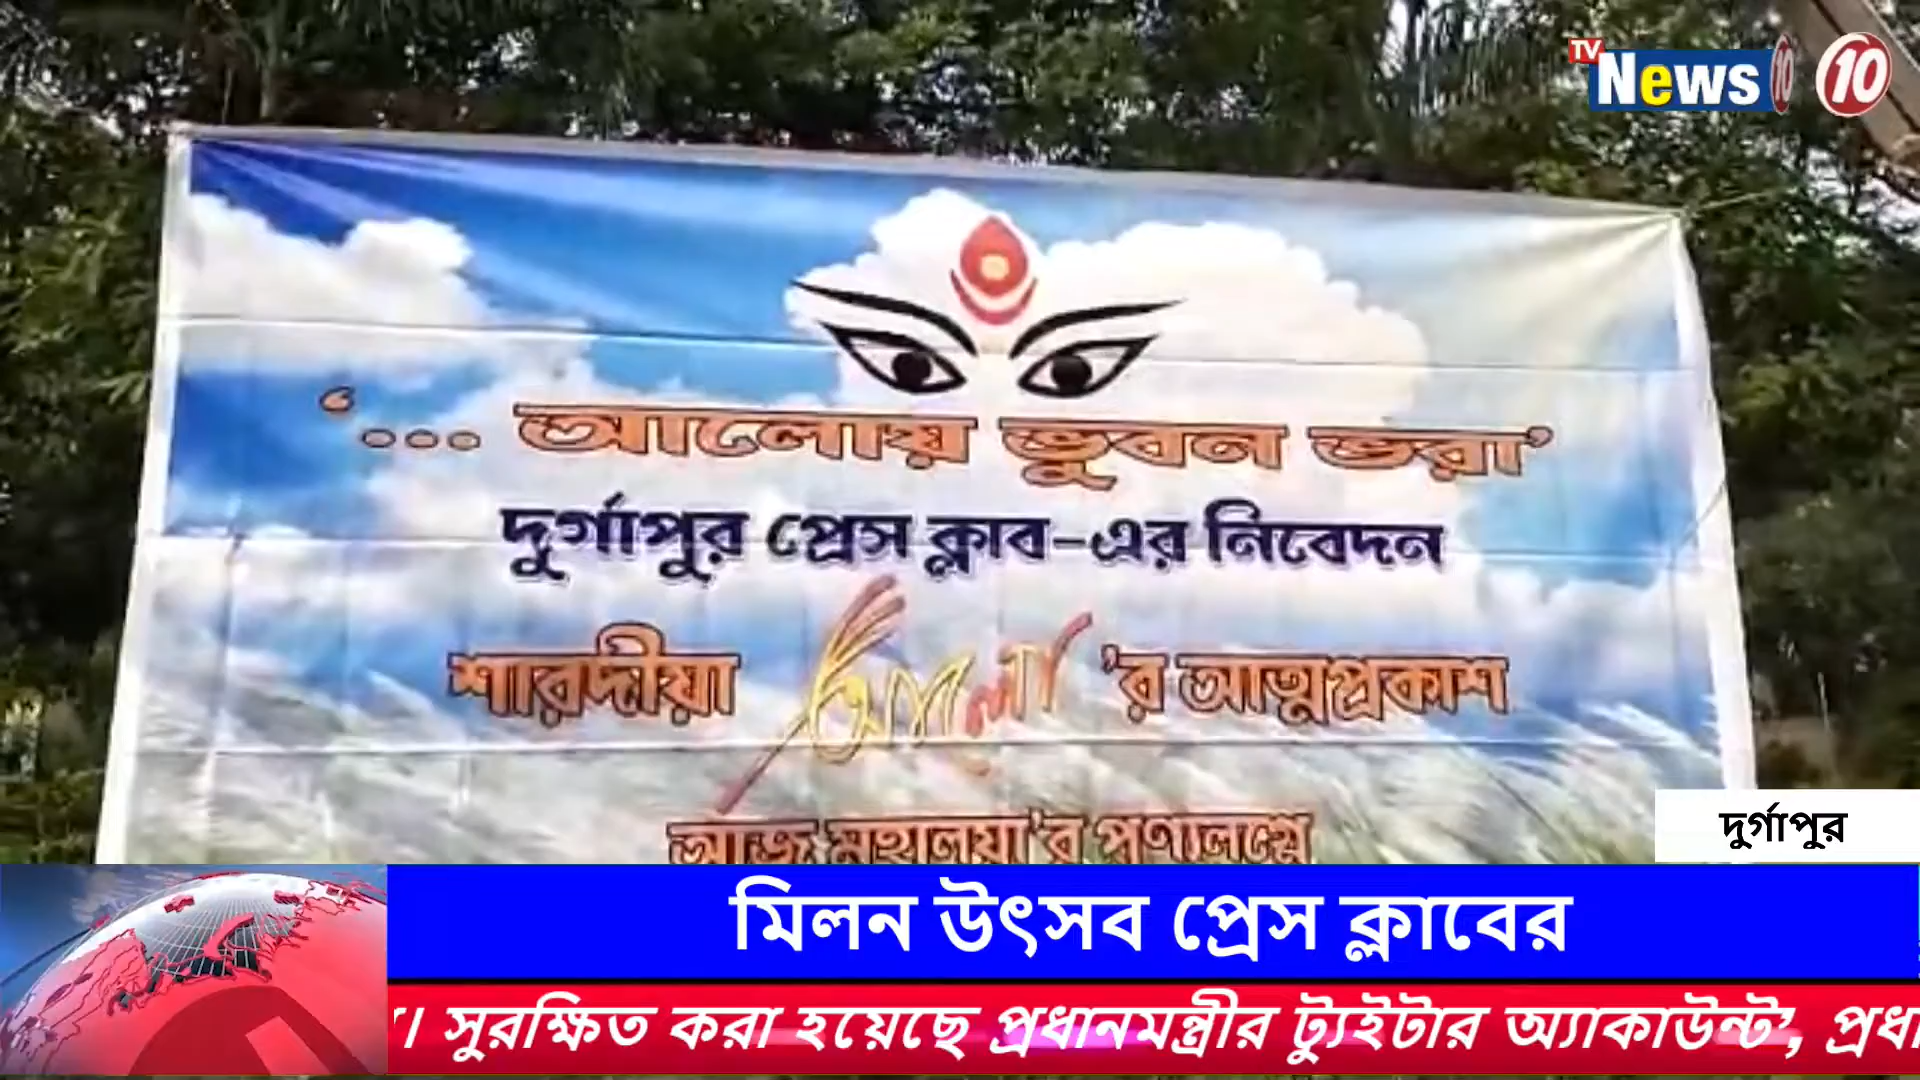 TV News 10 10
‘... আলোয় ভুবন ভরা’
দুর্গাপুর প্রেস ক্লাব-এর নিবেদন
শারদীয়া 'র আত্মপ্রকাশ
আজ মহালয়া'র পুণ্যলগ্নে
দুর্গাপুর
মিলন উৎসব প্রেস ক্লাবের
। সুরক্ষিত করা হয়েছে প্রধানমন্ত্রীর ট্যুইটার অ্যাকাউন্ট’,